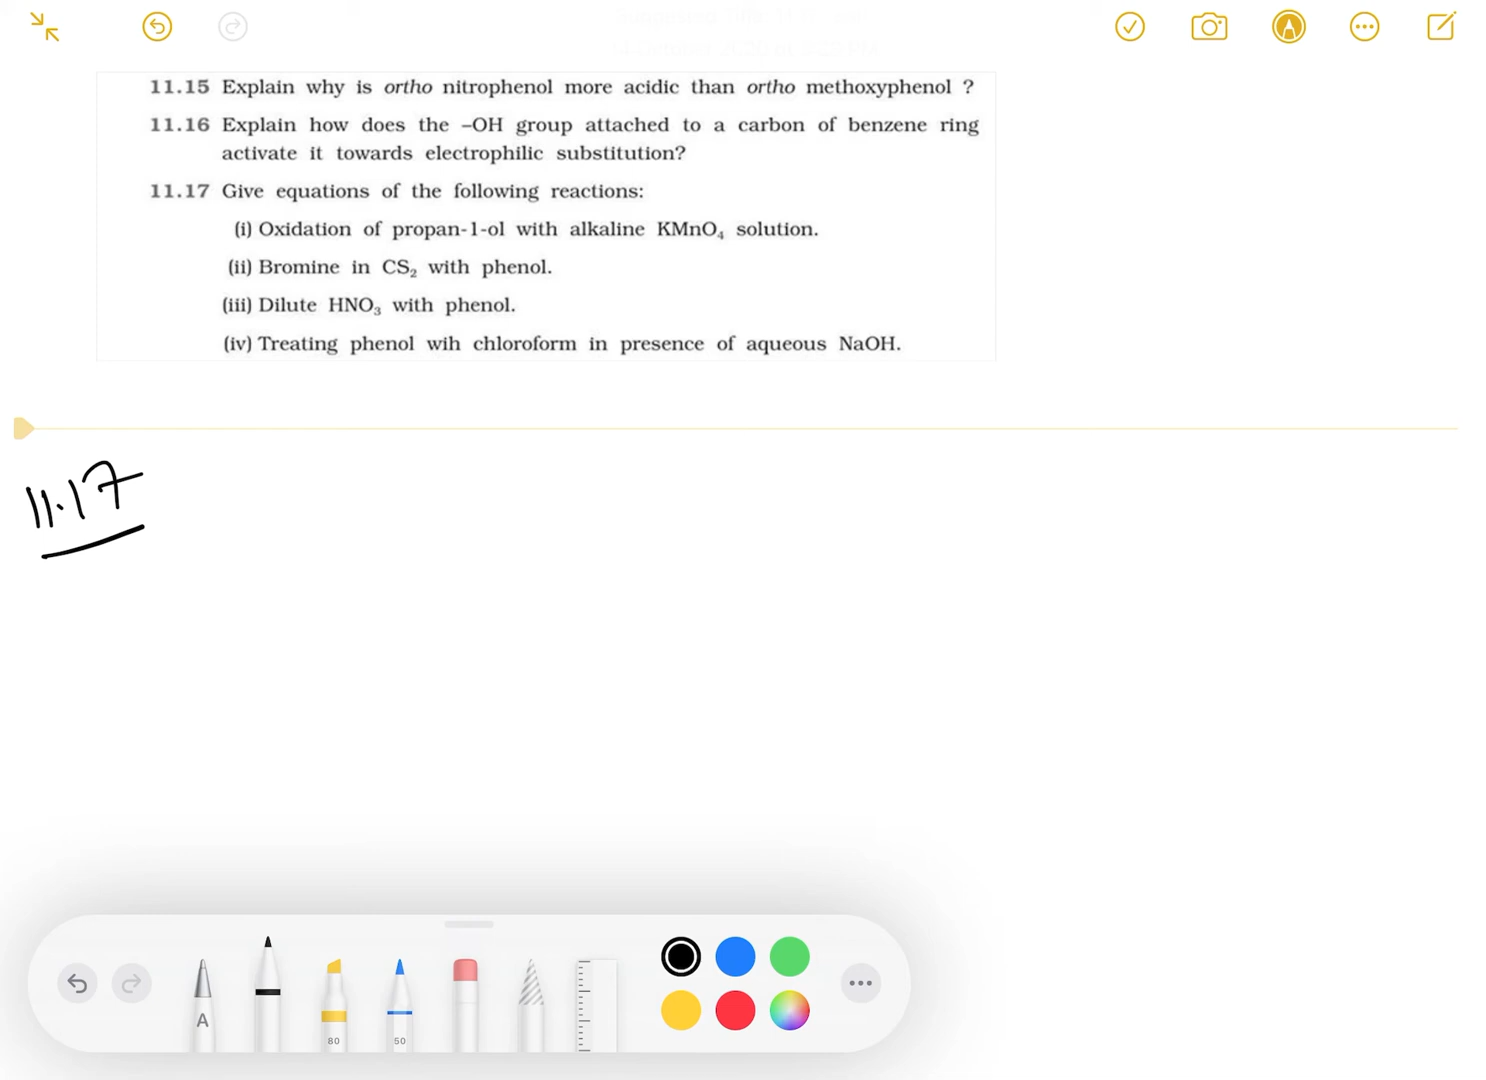 11.15 Explain why is ortho nitrophenol more acidic than ortho methoxyphenol ?
11.16 Explain how does the –OH group attached to a carbon of benzene ring
activate it towards electrophilic substitution?
11.17 Give equations of the following reactions:
(i) Oxidation of propan-1-ol with alkaline KMnO₄ solution.
(ii) Bromine in CS₂ with phenol.
(iii) Dilute HNO₃ with phenol.
(iv) Treating phenol wih chloroform in presence of aqueous NaOH.
11.17
A
80
50